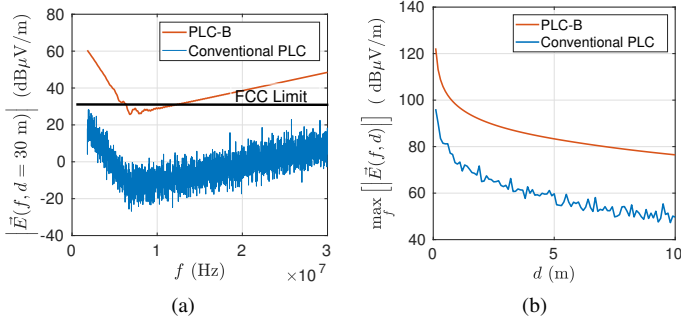 80
60
40
20
0
-20
-40
|E⃗(f, d = 30 m)| (dBµV/m)
PLC-B
Conventional PLC
FCC Limit
0
1
2
3
f (Hz)
×10^7
(a)
140
120
100
80
60
40
max_f [|E⃗(f, d)|] ( dBµV/m)
PLC-B
Conventional PLC
0
5
10
d (m)
(b)